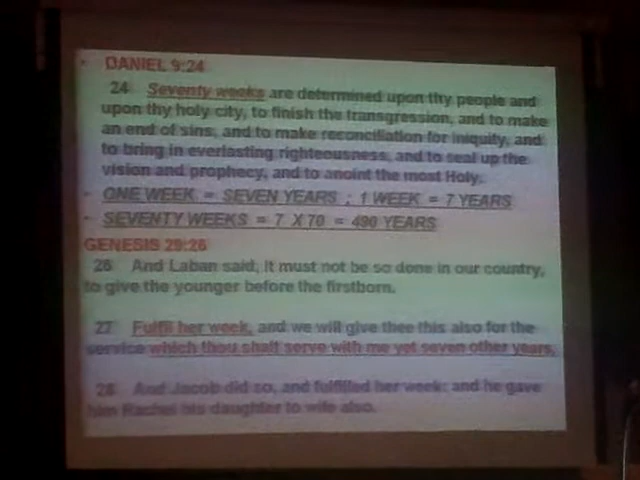 - DANIEL 9:24
24 Seventy weeks are determined upon thy people and
upon thy holy city, to finish the transgression, and to make
an end of sins, and to make reconciliation for iniquity, and
to bring in everlasting righteousness, and to seal up the
vision and prophecy, and to anoint the most Holy.
- ONE WEEK = SEVEN YEARS ; 1 WEEK = 7 YEARS
- SEVENTY WEEKS = 7 X 70 = 490 YEARS
GENESIS 29:26
26 And Laban said, It must not be so done in our country,
to give the younger before the firstborn.
27 Fulfil her week, and we will give thee this also for the
service which thou shalt serve with me yet seven other years.
28 And Jacob did so, and fulfilled her week: and he gave
him Rachel his daughter to wife also.